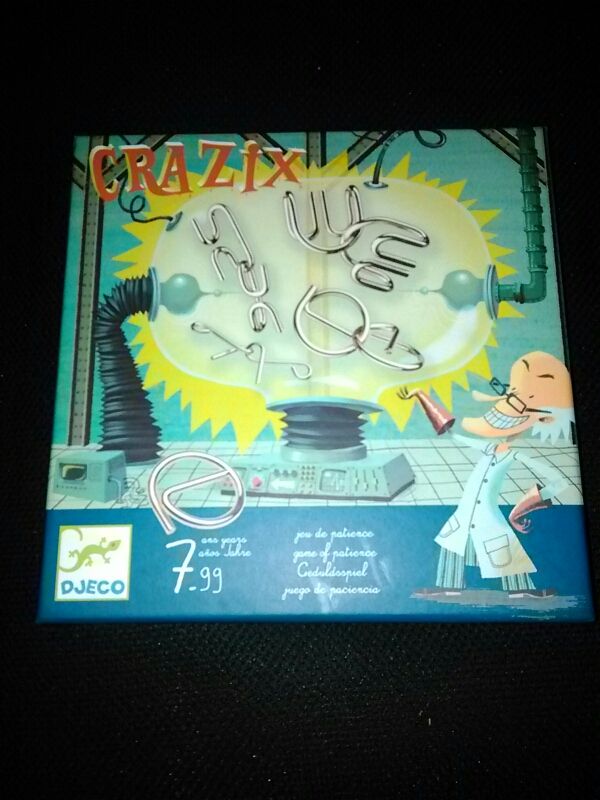 CRAZIX
ans years
años Jahre
7-99
jeu de patience
game of patience
Geduldsspiel
juego de paciencia
DJECO